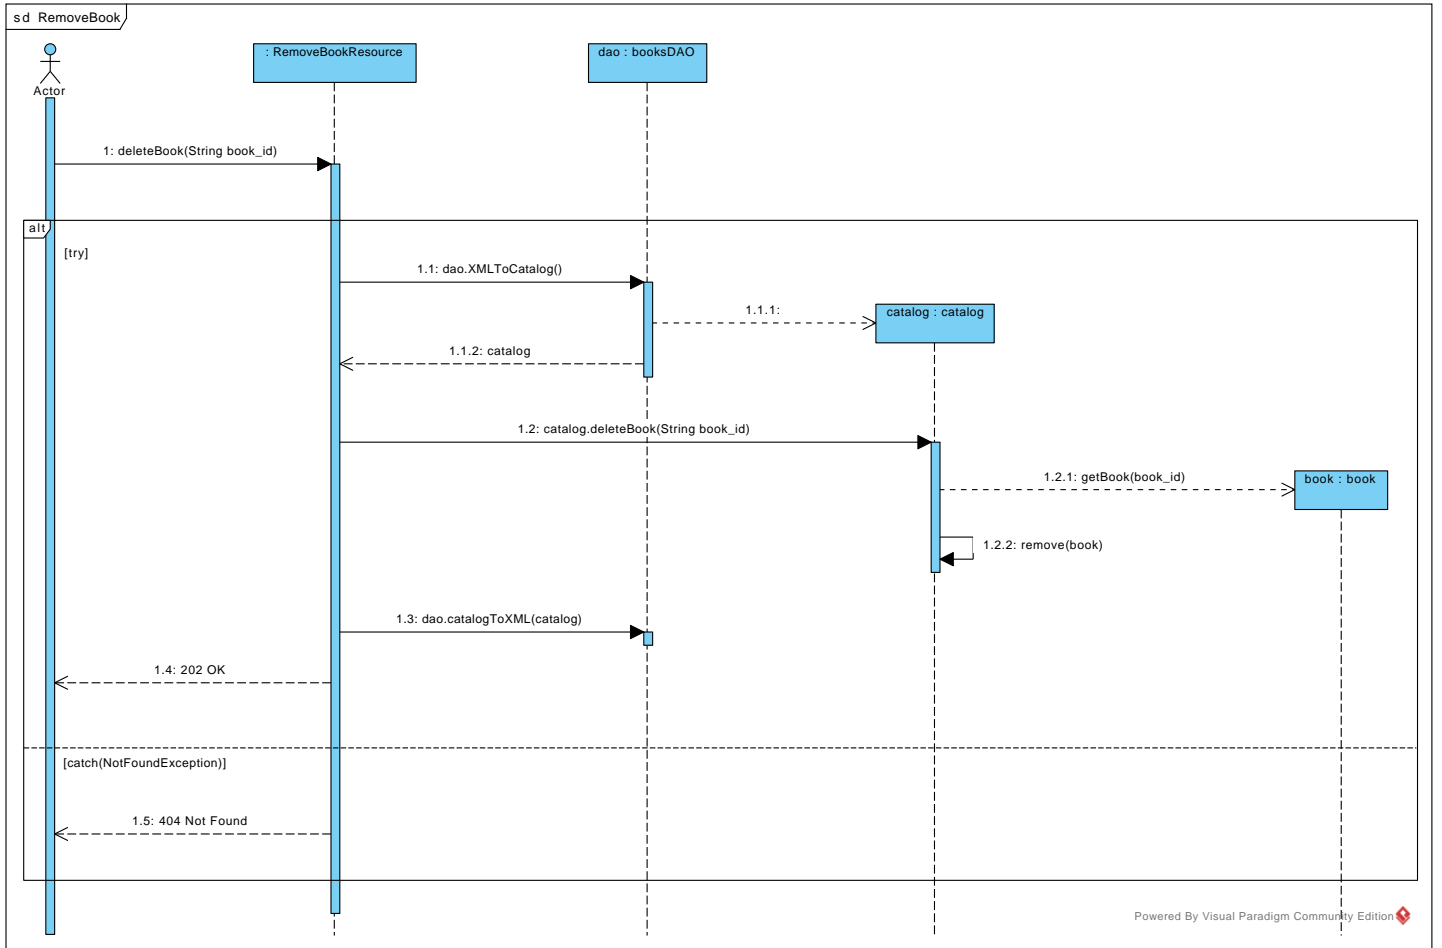 sd RemoveBook
: RemoveBookResource
dao : booksDAO
Actor
1: deleteBook(String book_id)
alt
[try]
1.1: dao.XMLToCatalog()
1.1.1:
catalog : catalog
1.1.2: catalog
1.2: catalog.deleteBook(String book_id)
1.2.1: getBook(book_id)
book : book
1.2.2: remove(book)
1.3: dao.catalogToXML(catalog)
1.4: 202 OK
[catch(NotFoundException)]
1.5: 404 Not Found
Powered By Visual Paradigm Community Edition